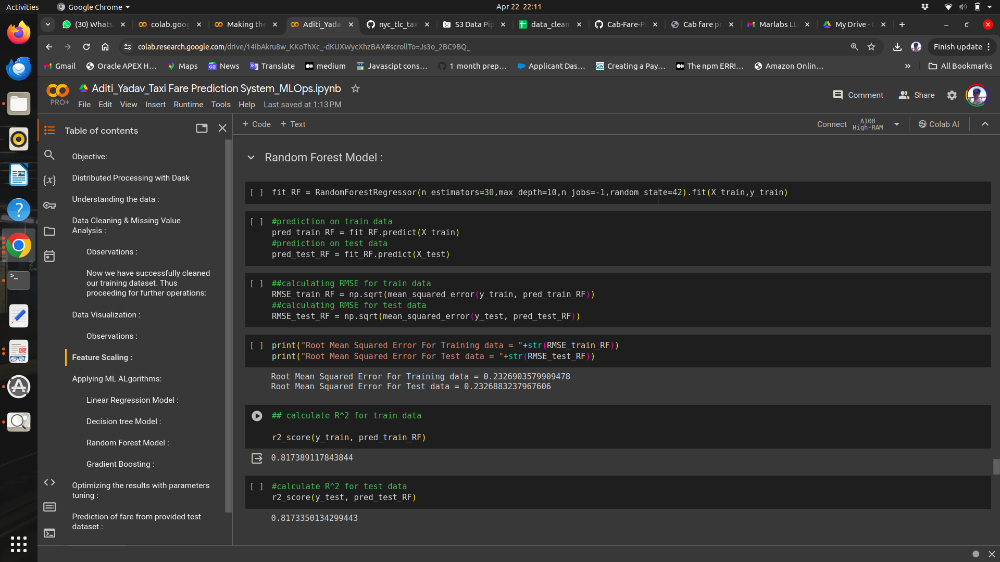 Activities
Google Chrome
Apr 22 22:11
(30) Whats
colab.goog
Making the
Aditi_Yada
nyc_tlc_tax
S3 Data Pip
data_clean
Cab-Fare-P
Cab fare pr
Marlabs LL
My Drive -
colab.research.google.com/drive/14IbAkru8w_KKoThXc_-dKUXWycXhzBAX#scrollTo=Js3o_2BC9BQ_
Finish update
Gmail
Oracle APEX H...
Maps
News
Translate
medium
Javascipt cons...
1 month prep...
Applicant Das...
Creating a Pay...
The npm ERR!...
Amazon Onlin...
All Bookmarks
Aditi_Yadav_Taxi Fare Prediction System_MLOps.ipynb
PRO+
File Edit View Insert Runtime Tools Help Last saved at 1:13 PM
Comment
Share
Table of contents
+ Code + Text
Connect A100 High-RAM
Colab AI
Objective:
Distributed Processing with Dask
Understanding the data :
Data Cleaning & Missing Value
Analysis :
Observations :
Now we have successfully cleaned
our training dataset. Thus
proceeding for further operations:
Data Visualization :
Observations :
Feature Scaling :
Applying ML ALgorithms:
Linear Regression Model :
Decision tree Model :
Random Forest Model :
Gradient Boosting :
Optimizing the results with parameters
tuning :
Prediction of fare from provided test
dataset :
Random Forest Model :
[ ] fit_RF = RandomForestRegressor(n_estimators=30,max_depth=10,n_jobs=-1,random_state=42).fit(X_train,y_train)
[ ] #prediction on train data
pred_train_RF = fit_RF.predict(X_train)
#prediction on test data
pred_test_RF = fit_RF.predict(X_test)
[ ] ##calculating RMSE for train data
RMSE_train_RF = np.sqrt(mean_squared_error(y_train, pred_train_RF))
##calculating RMSE for test data
RMSE_test_RF = np.sqrt(mean_squared_error(y_test, pred_test_RF))
[ ] print("Root Mean Squared Error For Training data = "+str(RMSE_train_RF))
print("Root Mean Squared Error For Test data = "+str(RMSE_test_RF))
Root Mean Squared Error For Training data = 0.2326903579909478
Root Mean Squared Error For Test data = 0.2326883237967606
## calculate R^2 for train data
r2_score(y_train, pred_train_RF)
0.817389117843844
[ ] #calculate R^2 for test data
r2_score(y_test, pred_test_RF)
0.8173350134299443